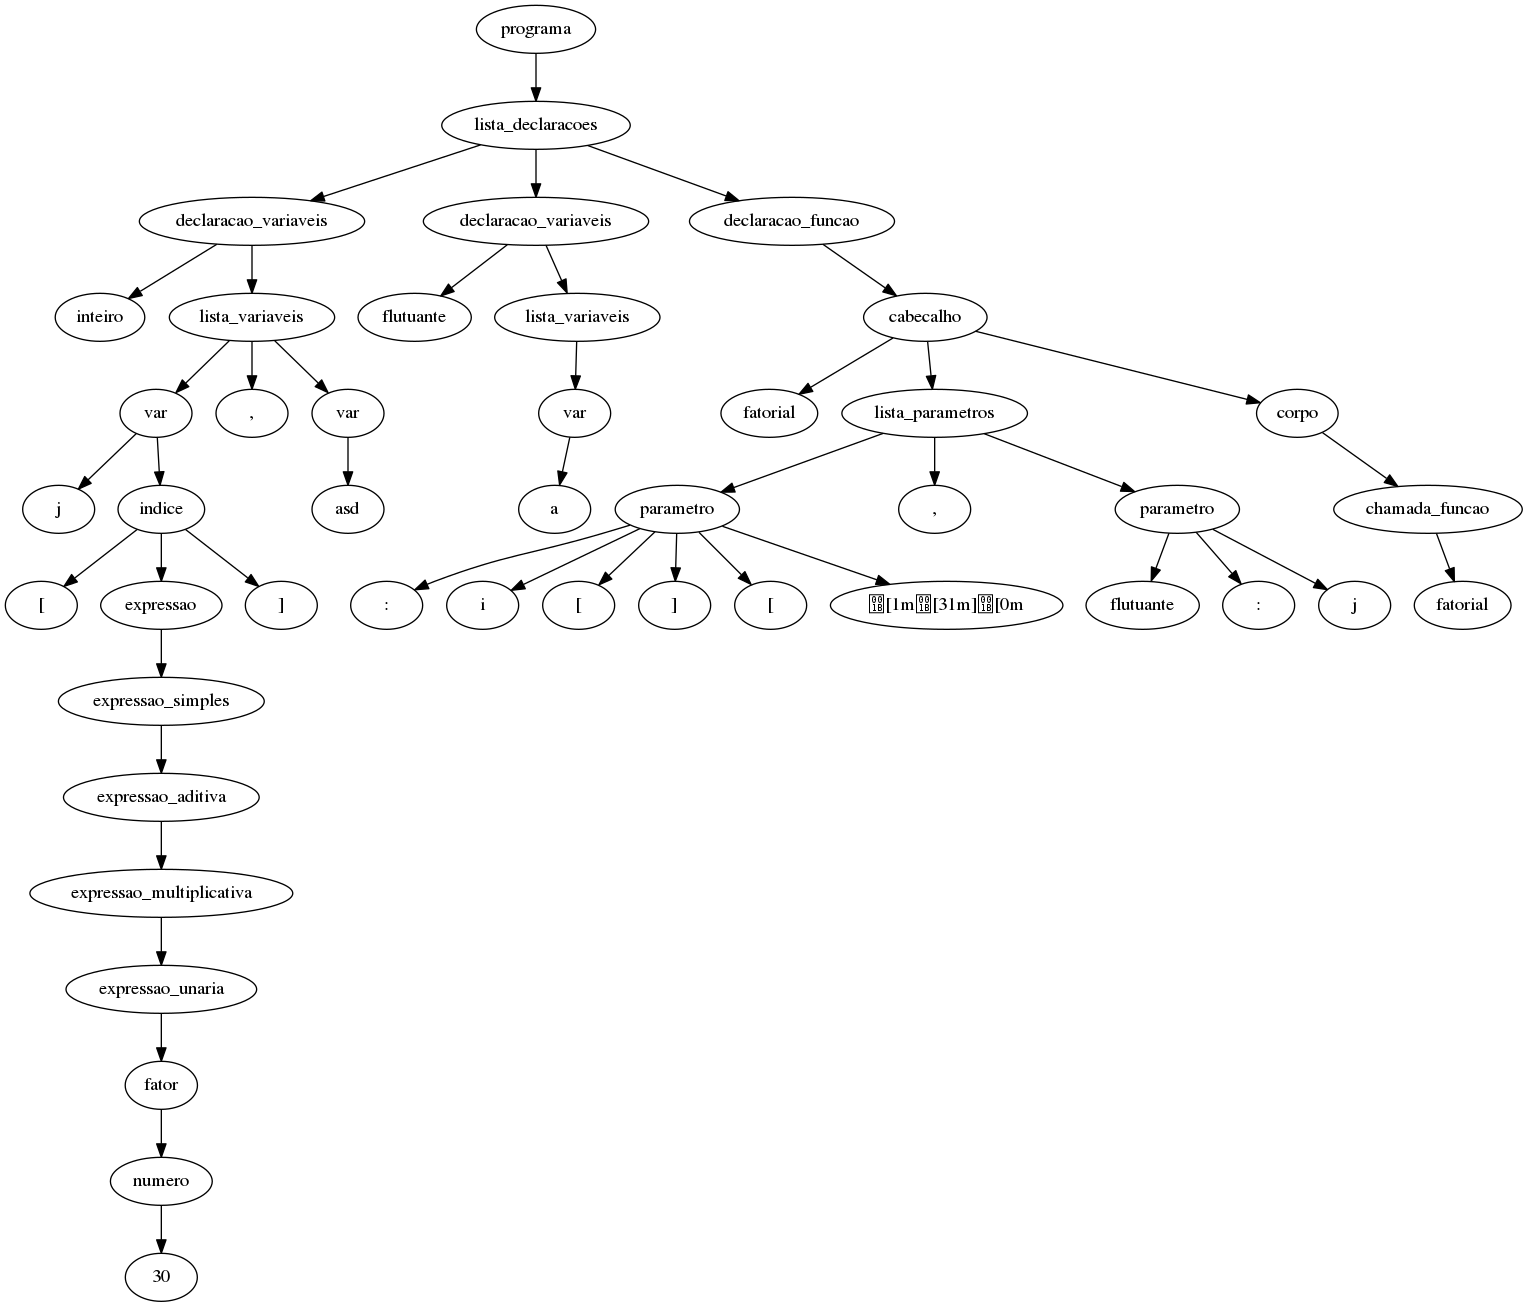 programa
lista_declaracoes
declaracao_variaveis declaracao_variaveis declaracao_funcao
inteiro lista_variaveis flutuante lista_variaveis cabecalho
var , var var fatorial lista_parametros corpo
j indice asd a parametro , parametro chamada_funcao
[ expressao ] : i [ ] [ [1m[31m][0m flutuante : j fatorial
expressao_simples
expressao_aditiva
expressao_multiplicativa
expressao_unaria
fator
numero
30